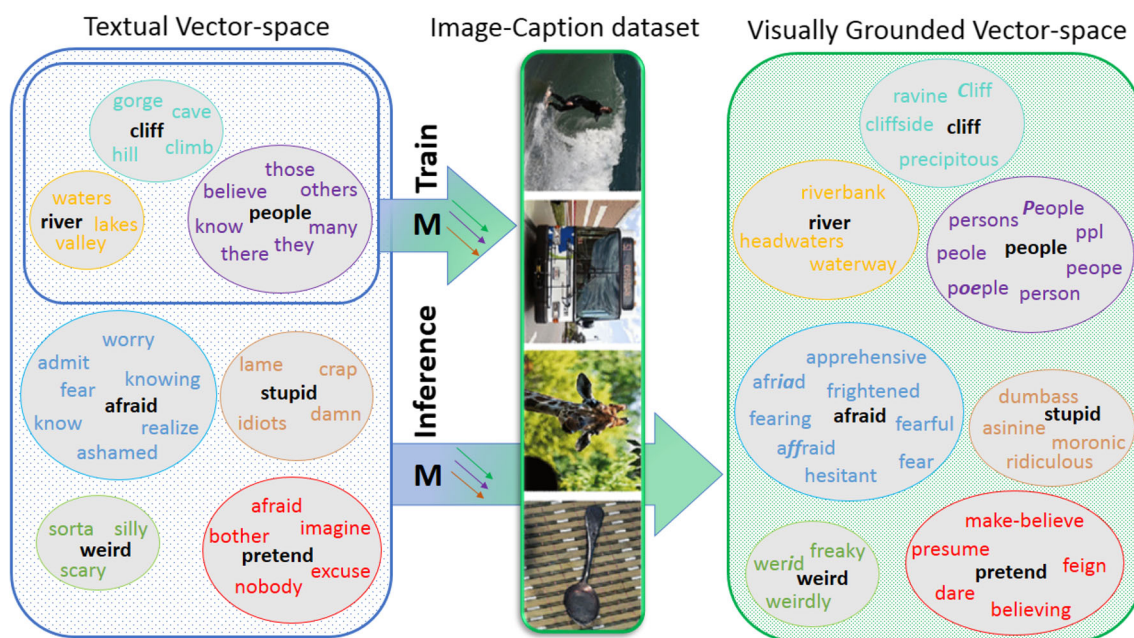 Textual Vector-space
Image-Caption dataset
Visually Grounded Vector-space
gorge
cave
cliff
hill
climb
waters
river lakes
valley
those
believe
others
people
know
many
they
there
worry
admit
fear
knowing
afraid
know
realize
ashamed
lame
crap
stupid
damn
idiots
sorta silly
weird
scary
afraid
bother
imagine
pretend
excuse
nobody
Train
M
Inference
M
ravine
Cliff
cliffside
cliff
precipitous
riverbank
river
headwaters
waterway
People
persons
ppl
people
peole
peope
poeple
person
apprehensive
afriad
frightened
fearing
afraid
fearful
affraid
fear
hesitant
dumbass
stupid
asinine
moronic
ridiculous
werid freaky
weird
weirdly
make-believe
presume
feign
pretend
dare
believing